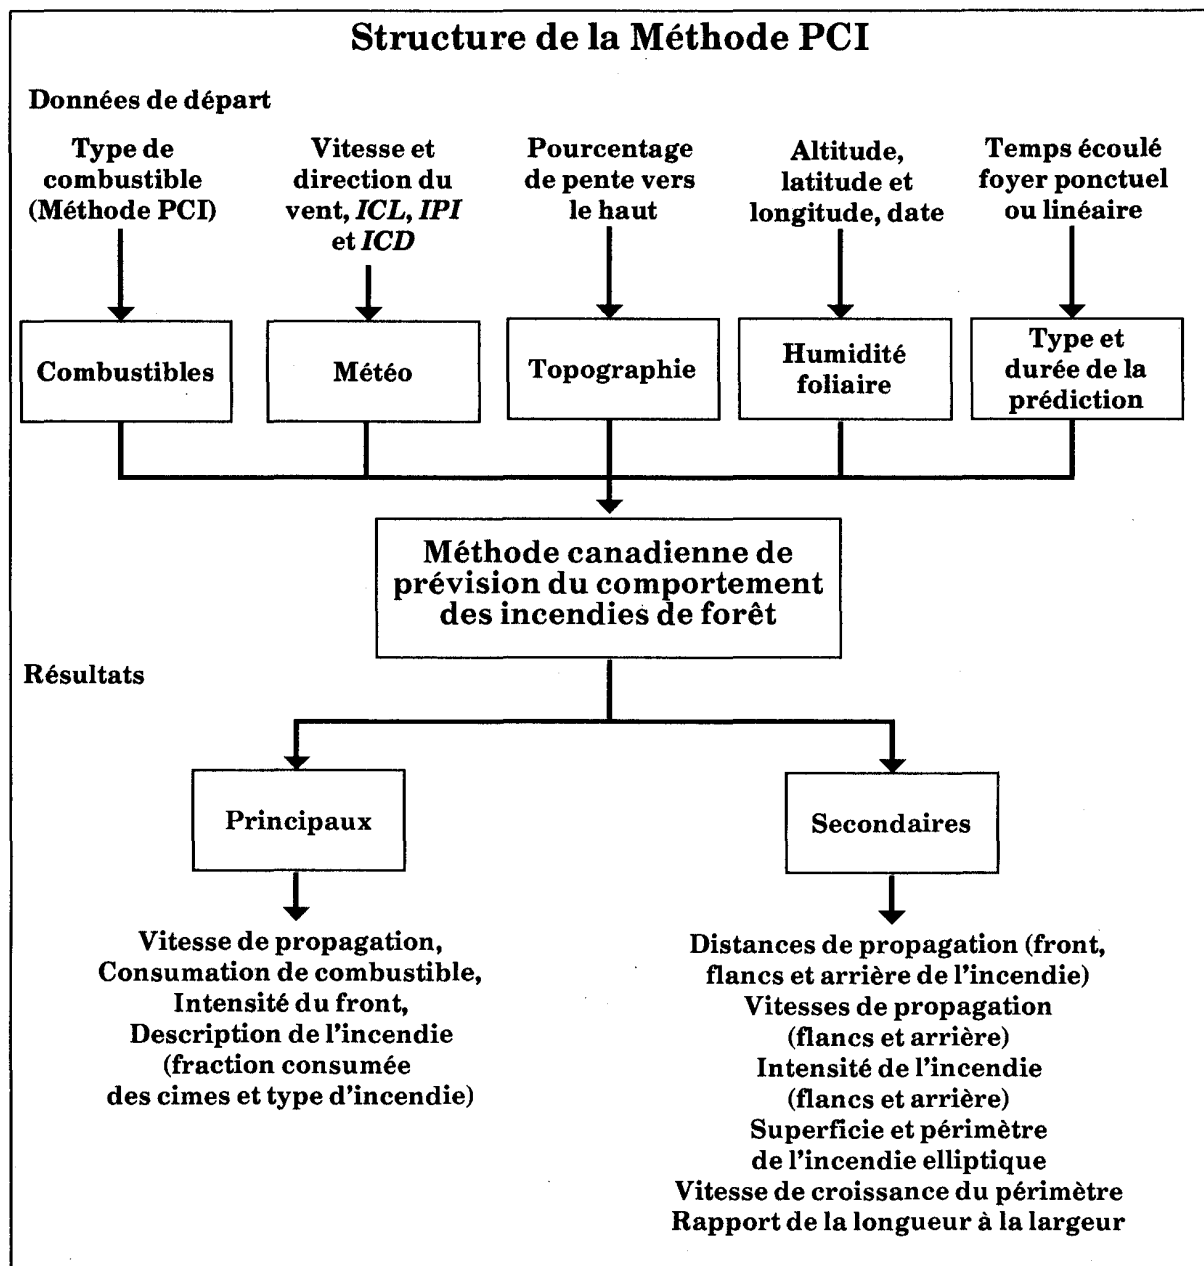 Structure de la Méthode PCI
Données de départ
Type de
combustible
(Méthode PCI)
Vitesse et
direction du
vent, ICL, IPI
et ICD
Pourcentage
de pente vers
le haut
Altitude,
latitude et
longitude, date
Temps écoulé
foyer ponctuel
ou linéaire
Combustibles
Météo
Topographie
Humidité
foliaire
Type et
durée de la
prédiction
Méthode canadienne de
prévision du comportement
des incendies de forêt
Résultats
Principaux
Secondaires
Vitesse de propagation,
Consumation de combustible,
Intensité du front,
Description de l'incendie
(fraction consumée
des cimes et type d'incendie)
Distances de propagation (front,
flancs et arrière de l'incendie)
Vitesses de propagation
(flancs et arrière)
Intensité de l'incendie
(flancs et arrière)
Superficie et périmètre
de l'incendie elliptique
Vitesse de croissance du périmètre
Rapport de la longueur à la largeur